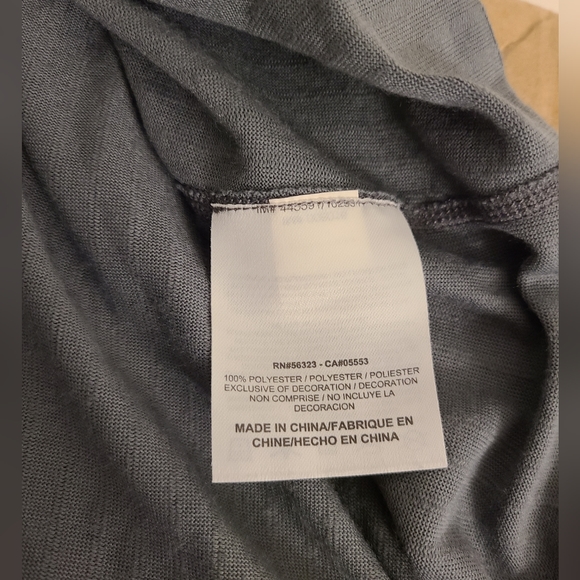 RN#56323 - CA#05553
100% POLYESTER / POLYESTER / POLIESTER
EXCLUSIVE OF DECORATION / DECORATION
NON COMPRISE / NO INCLUYE LA
DECORACION
MADE IN CHINA/FABRIQUE EN
CHINE/HECHO EN CHINA